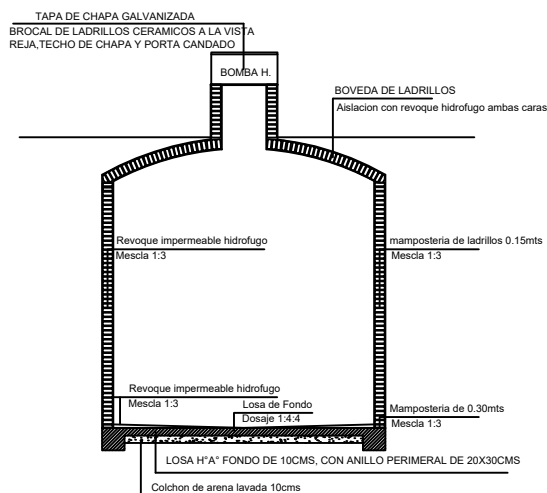 TAPA DE CHAPA GALVANIZADA
BROCAL DE LADRILLOS CERAMICOS A LA VISTA
REJA,TECHO DE CHAPA Y PORTA CANDADO
BOMBA H.
BOVEDA DE LADRILLOS
Aislacion con revoque hidrofugo ambas caras
Revoque impermeable hidrofugo
Mescla 1:3
mamposteria de ladrillos 0.15mts
Mescla 1:3
Revoque impermeable hidrofugo
Mescla 1:3
Losa de Fondo
Dosaje 1:4:4
Mamposteria de 0.30mts
Mescla 1:3
LOSA H°A° FONDO DE 10CMS, CON ANILLO PERIMERAL DE 20X30CMS
Colchon de arena lavada 10cms